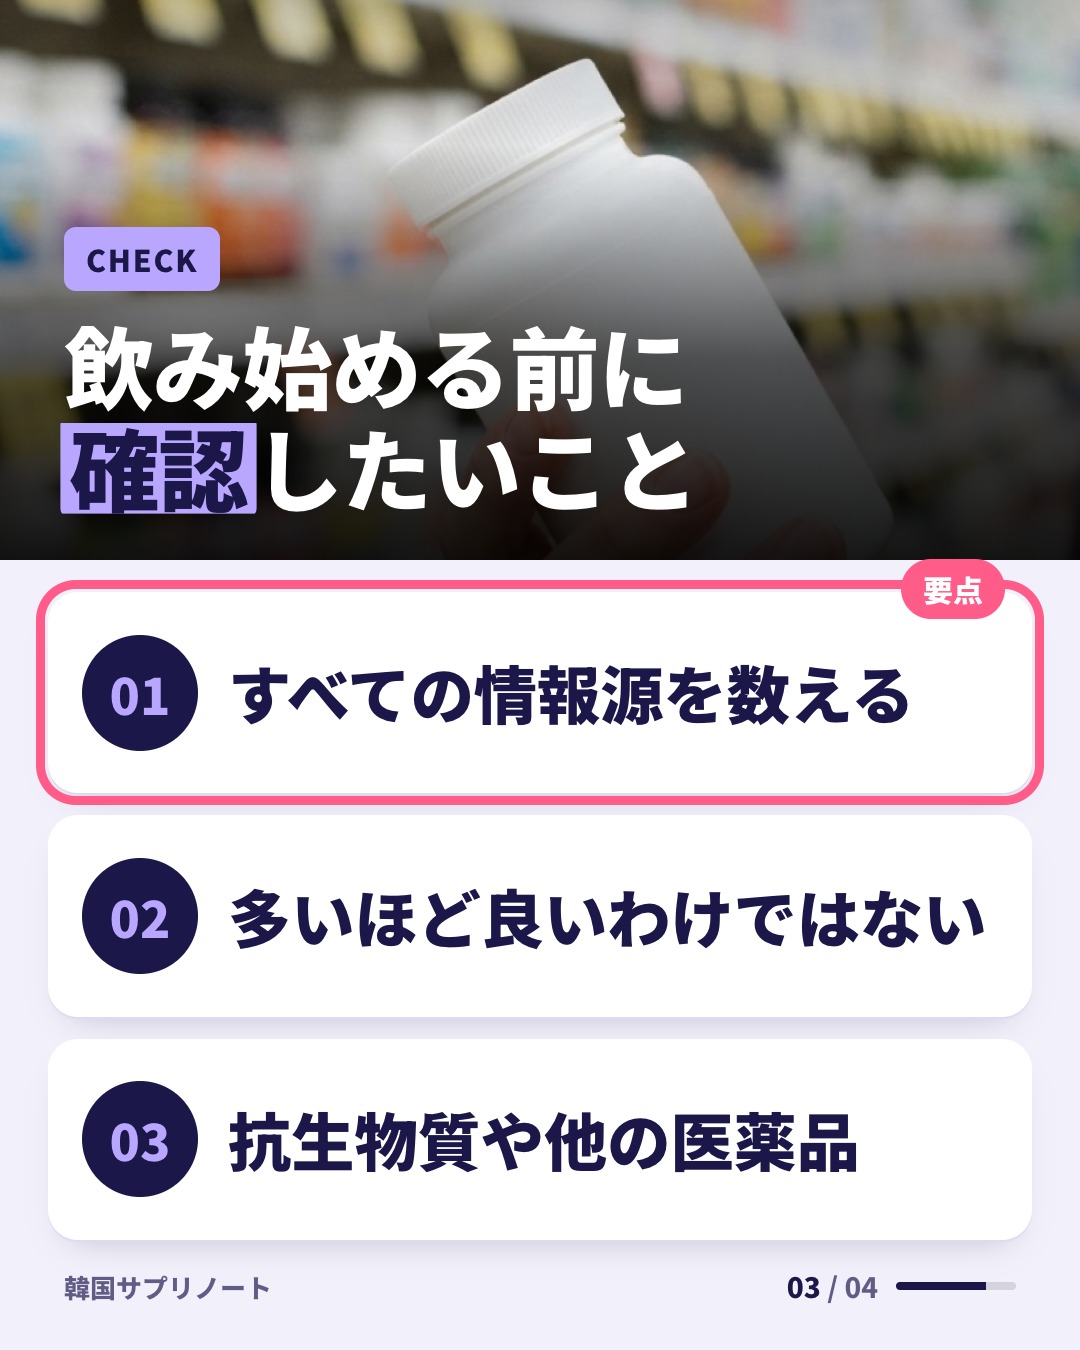 CHECK
飲み始める前に
確認したいこと
要点
01 すべての情報源を数える
02 多いほど良いわけではない
03 抗生物質や他の医薬品
韓国サプリノート
03 / 04